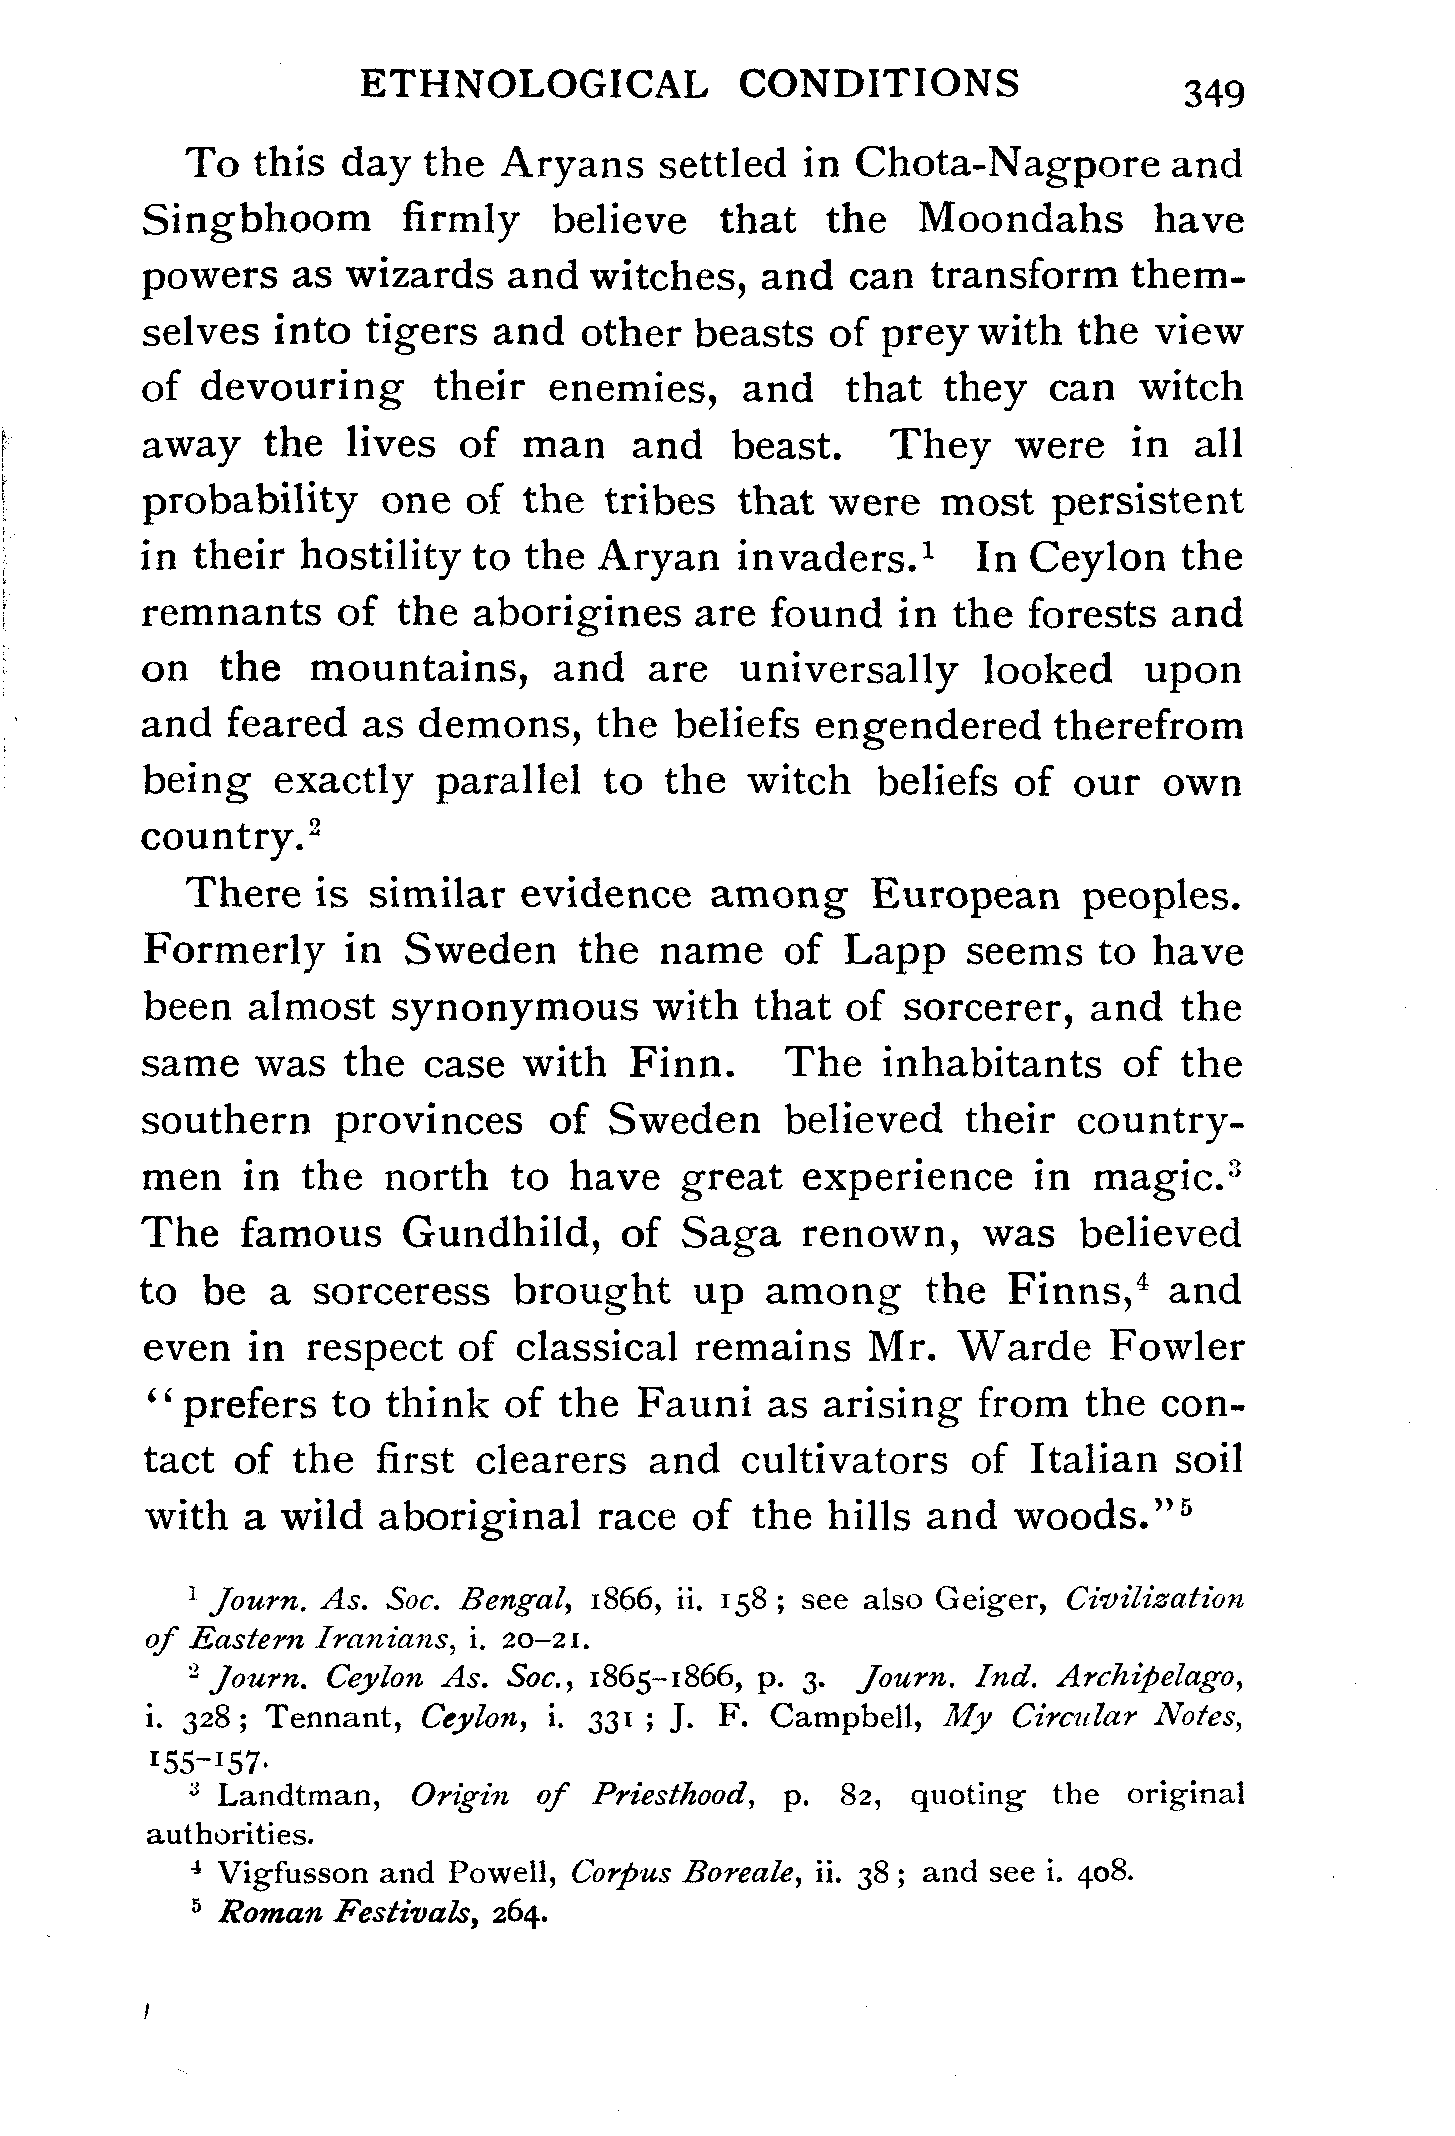 ETHNOLOGICAL CONDITIONS 349
To this day the Aryans settled in Chota-Nagpore and
Singbhoom firmly believe that the Moondahs have
powers as wizards and witches, and can transform them-
selves into tigers and other beasts of prey with the view
of devouring their enemies, and that they can witch
away the lives of man and beast. They were in all
probability one of the tribes that were most persistent
in their hostility to the Aryan invaders.¹ In Ceylon the
remnants of the aborigines are found in the forests and
on the mountains, and are universally looked upon
and feared as demons, the beliefs engendered therefrom
being exactly parallel to the witch beliefs of our own
country.²
There is similar evidence among European peoples.
Formerly in Sweden the name of Lapp seems to have
been almost synonymous with that of sorcerer, and the
same was the case with Finn. The inhabitants of the
southern provinces of Sweden believed their country-
men in the north to have great experience in magic.³
The famous Gundhild, of Saga renown, was believed
to be a sorceress brought up among the Finns,⁴ and
even in respect of classical remains Mr. Warde Fowler
“prefers to think of the Fauni as arising from the con-
tact of the first clearers and cultivators of Italian soil
with a wild aboriginal race of the hills and woods.”⁵
¹ Journ. As. Soc. Bengal, 1866, ii. 158; see also Geiger, Civilization
of Eastern Iranians, i. 20–21.
² Journ. Ceylon As. Soc., 1865–1866, p. 3. Journ. Ind. Archipelago,
i. 328; Tennant, Ceylon, i. 331; J. F. Campbell, My Circular Notes,
155–157.
³ Landtman, Origin of Priesthood, p. 82, quoting the original
authorities.
⁴ Vigfusson and Powell, Corpus Boreale, ii. 38; and see i. 408.
⁵ Roman Festivals, 264.